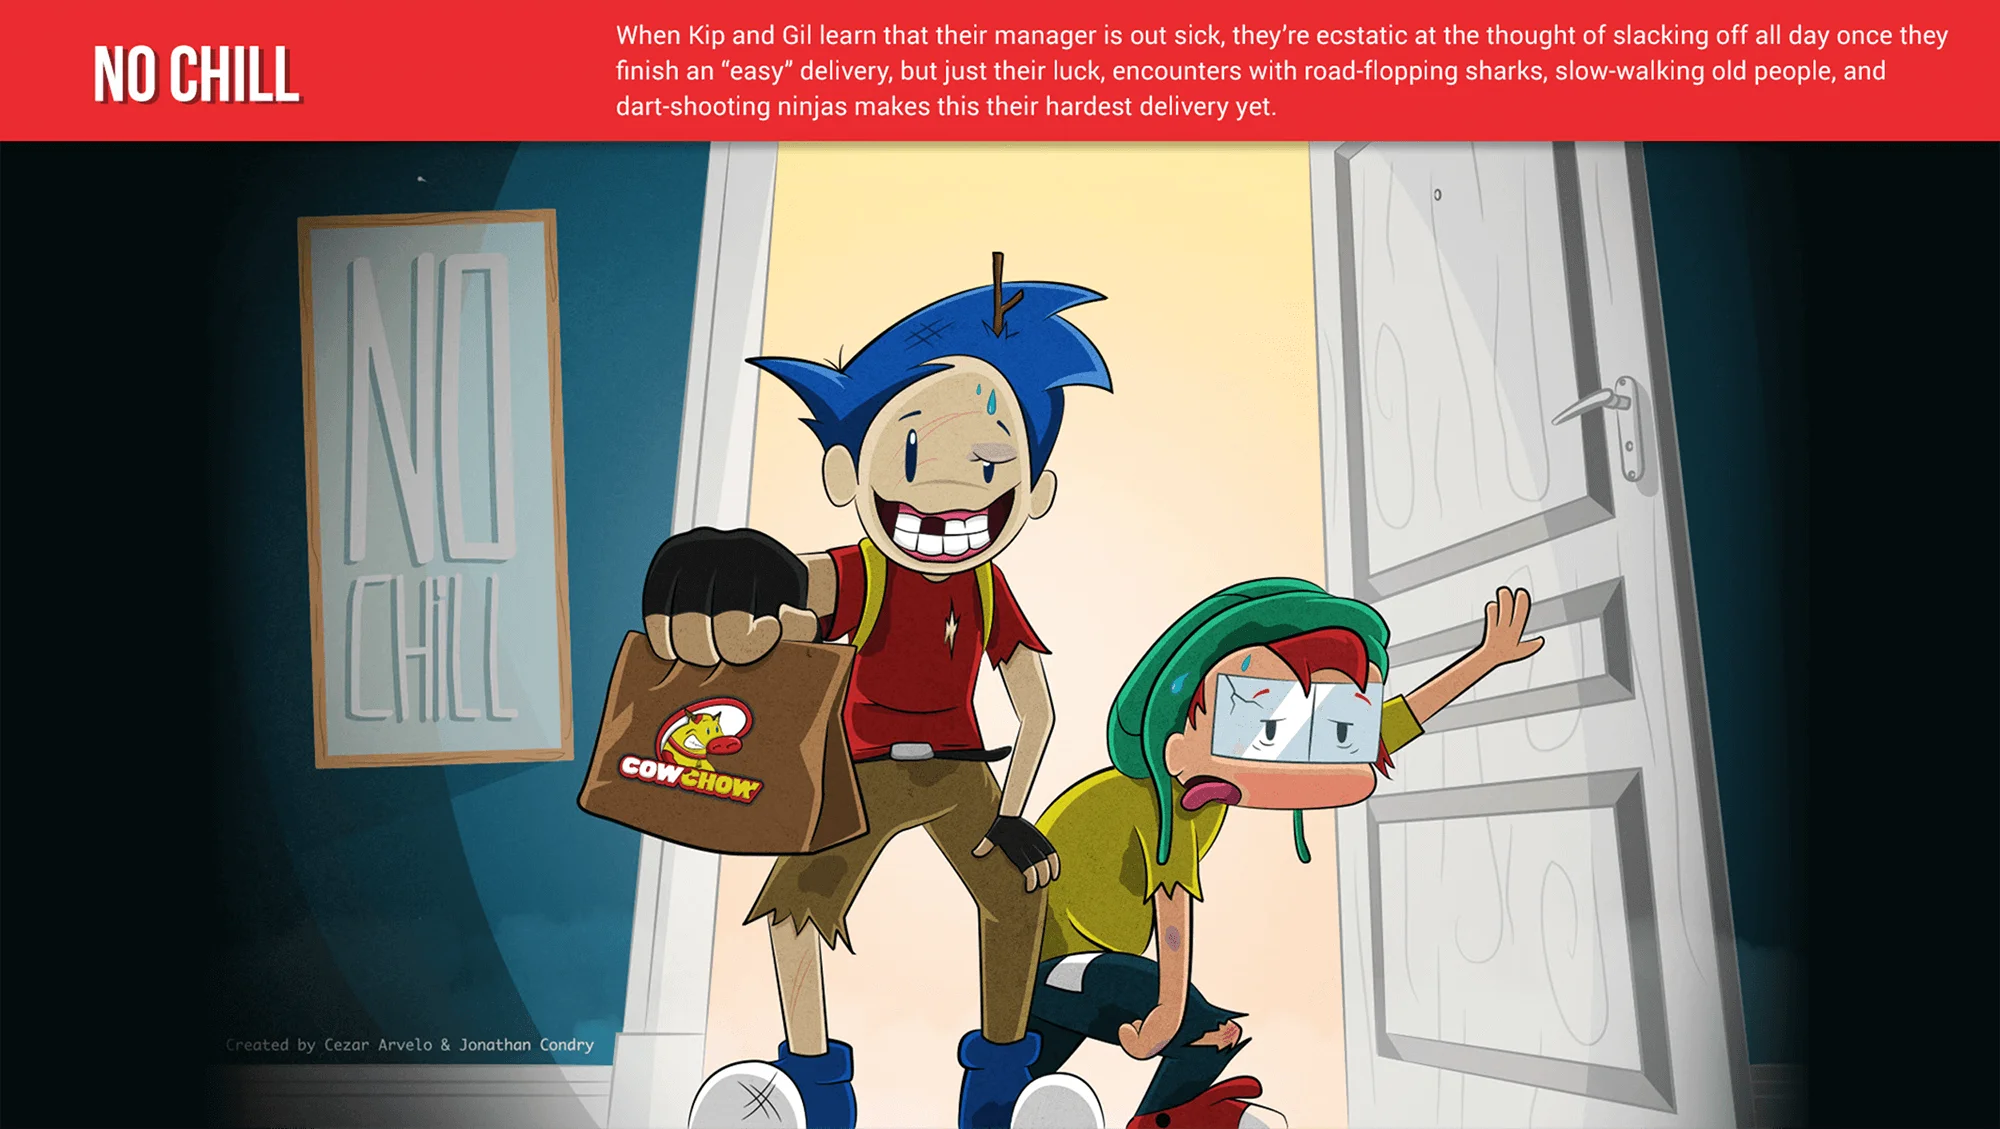 NO CHILL
When Kip and Gil learn that their manager is out sick, they’re ecstatic at the thought of slacking off all day once they
finish an “easy” delivery, but just their luck, encounters with road-flopping sharks, slow-walking old people, and
dart-shooting ninjas makes this their hardest delivery yet.
NO
CHiLL
COWCHOW
Created by Cezar Arvelo & Jonathan Condry